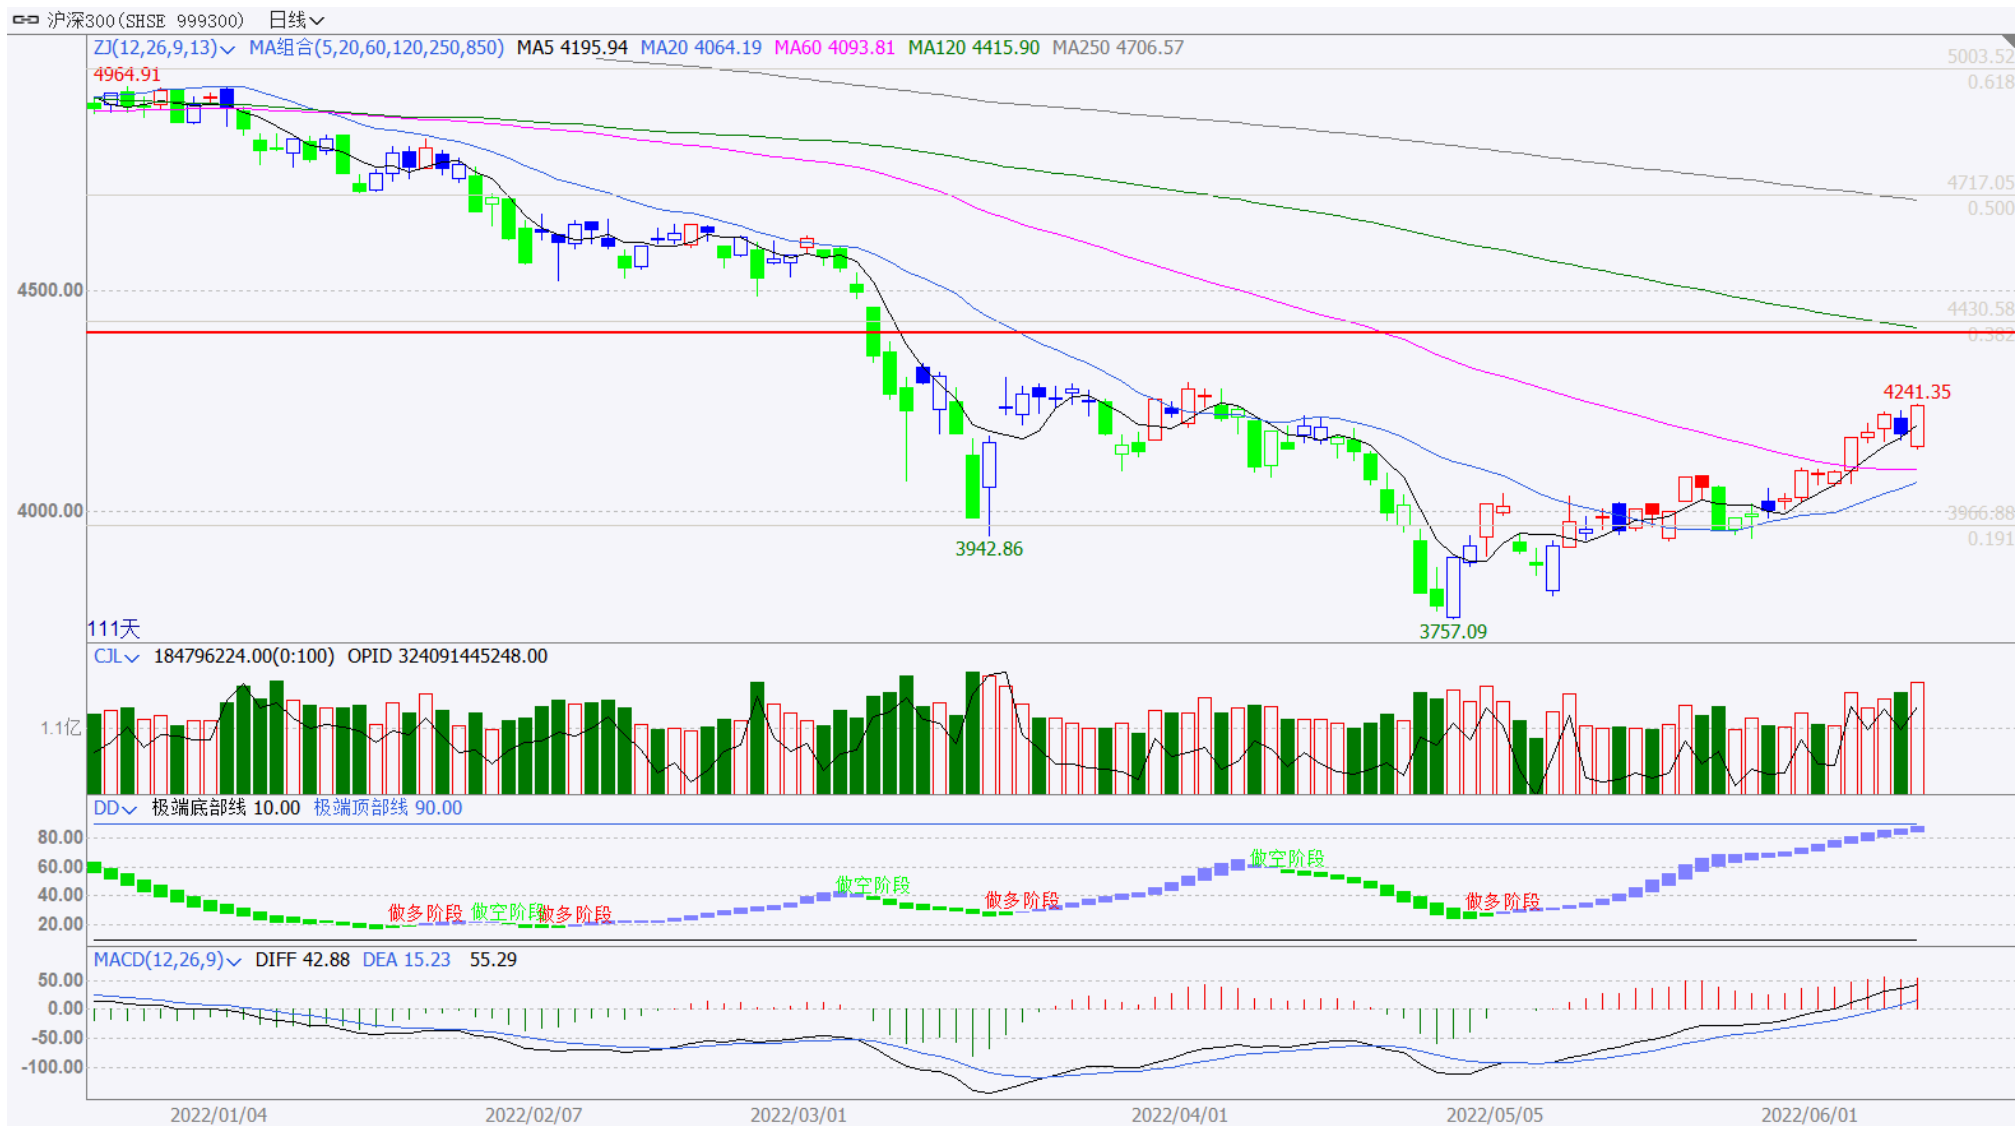 沪深300(SHSE 999300) 日线
ZJ(12,26,9,13) MA组合(5,20,60,120,250,850) MA5 4195.94 MA20 4064.19 MA60 4093.81 MA120 4415.90 MA250 4706.57
5003.52
4964.91
0.618
4717.05
0.500
4500.00
4430.58
0.382
4241.35
4000.00
3966.88
0.191
3942.86
3757.09
111天
CJL 184796224.00(0:100) OPID 324091445248.00
1.1亿
DD 极端底部线 10.00 极端顶部线 90.00
80.00
60.00
40.00
20.00
做多阶段
做空阶段
做多阶段
做空阶段
做多阶段
做空阶段
做多阶段
MACD(12,26,9) DIFF 42.88 DEA 15.23 55.29
50.00
0.00
-50.00
-100.00
2022/01/04 2022/02/07 2022/03/01 2022/04/01 2022/05/05 2022/06/01